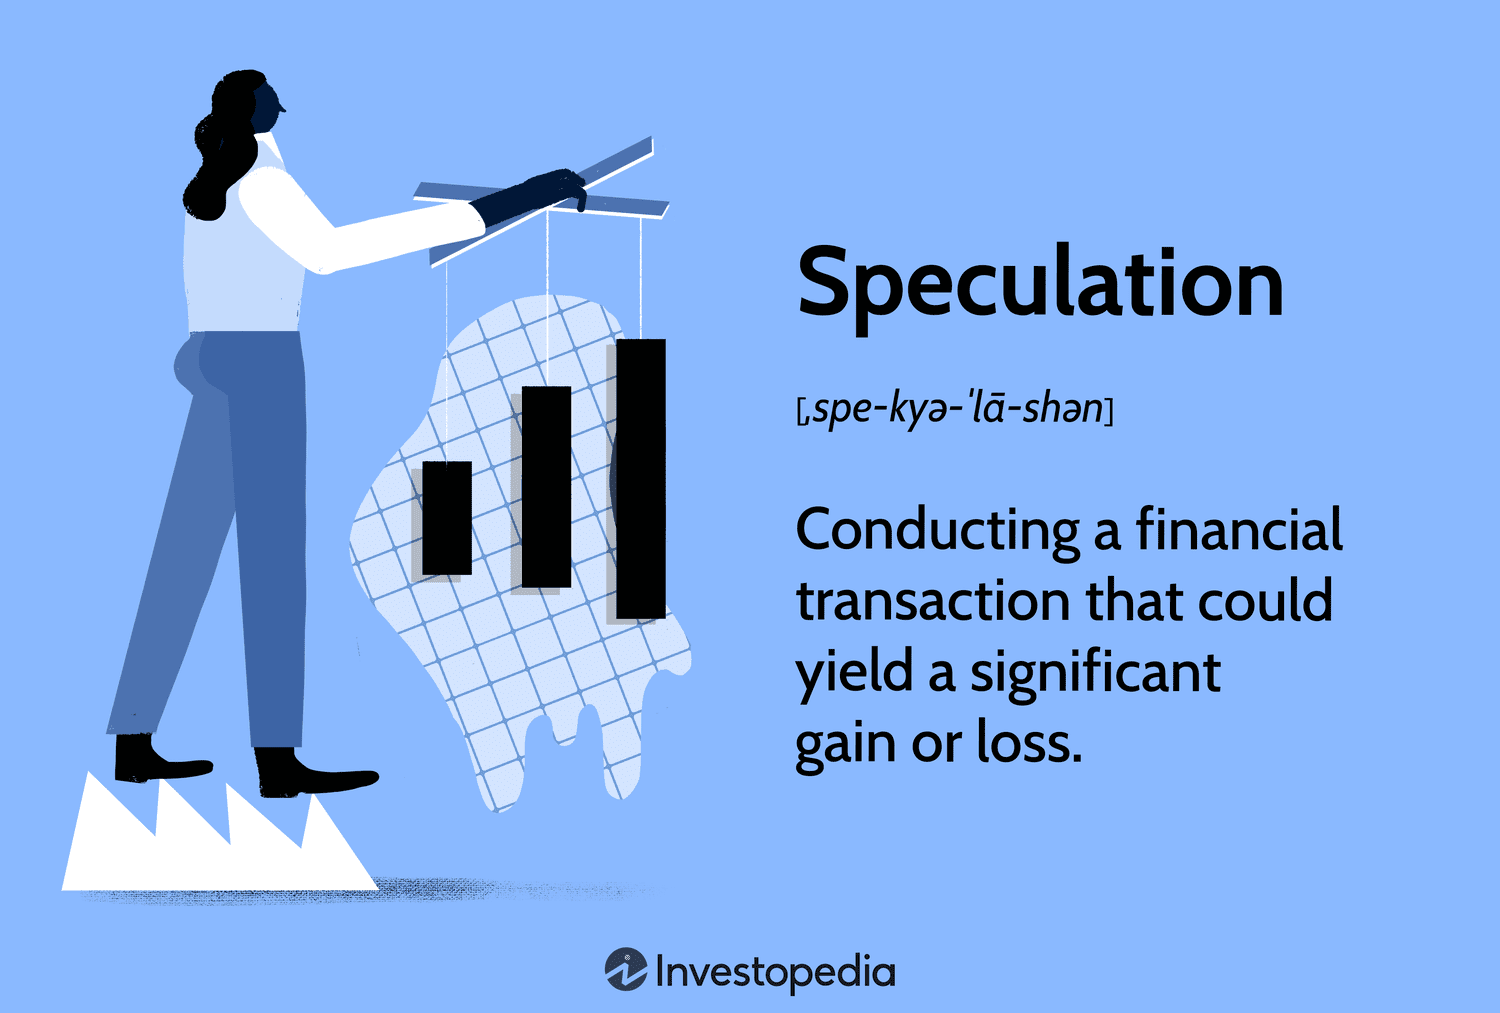 Speculation
[ˌspe-kyə-ˈlā-shən]
Conducting a financial
transaction that could
yield a significant
gain or loss.
Investopedia